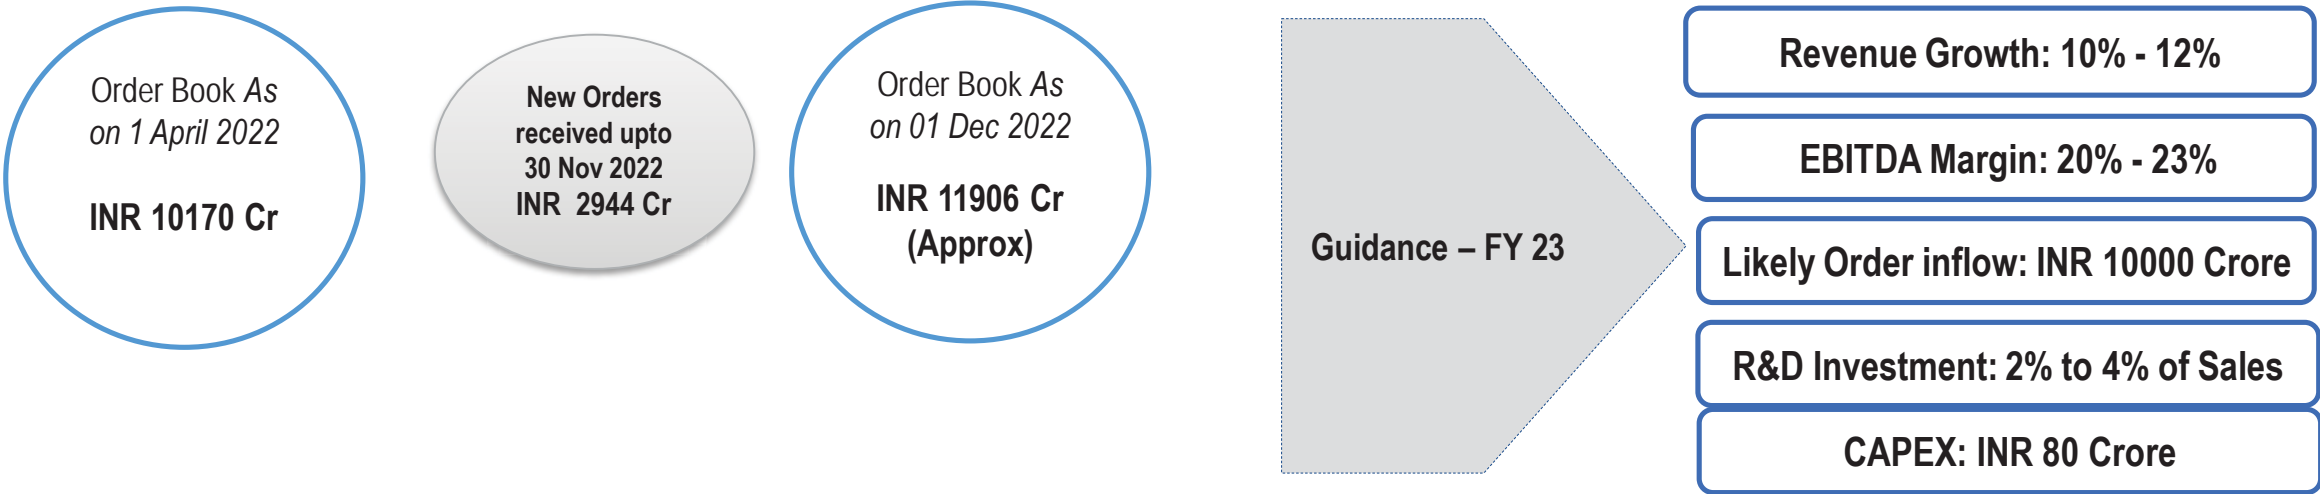 Order Book As
on 1 April 2022
INR 10170 Cr
New Orders
received upto
30 Nov 2022
INR 2944 Cr
Order Book As
on 01 Dec 2022
INR 11906 Cr
(Approx)
Guidance – FY 23
Revenue Growth: 10% - 12%
EBITDA Margin: 20% - 23%
Likely Order inflow: INR 10000 Crore
R&D Investment: 2% to 4% of Sales
CAPEX: INR 80 Crore